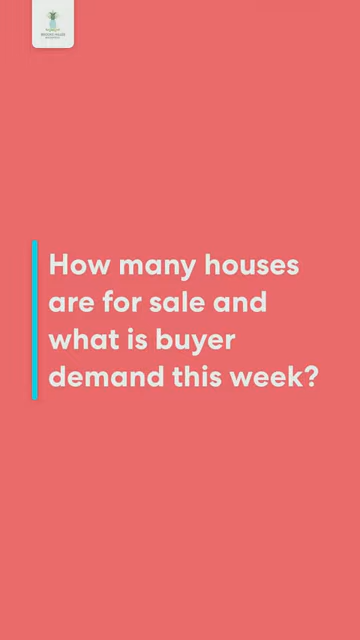 How many houses
are for sale and
what is buyer
demand this week?